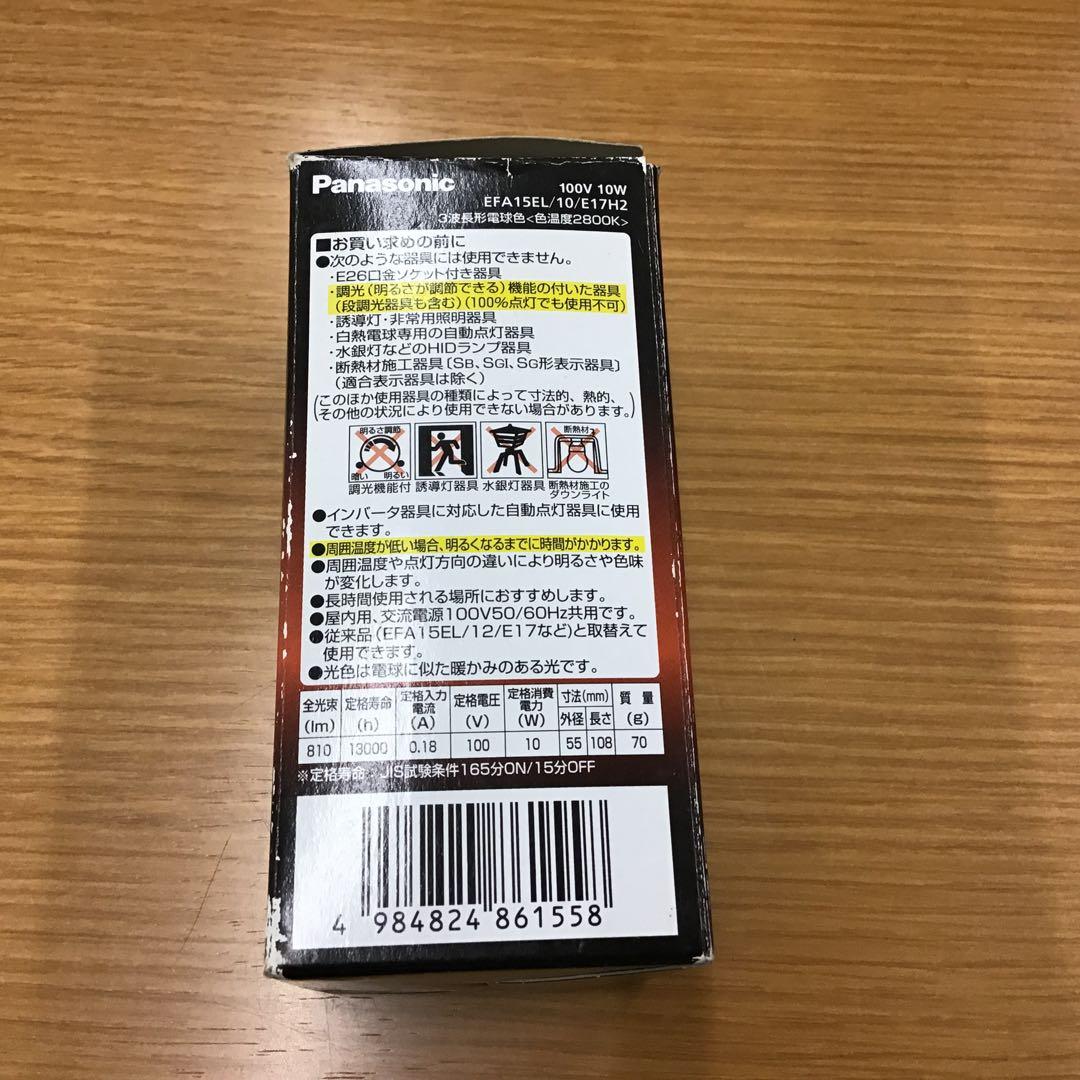 Panasonic
100V 10W
EFA15EL/10/E17H2
3波長形電球色<色温度2800K>
■お買い求めの前に
●次のような器具には使用できません。
・E26口金ソケット付き器具
・調光(明るさが調節できる)機能の付いた器具
(段調光器具も含む)(100%点灯でも使用不可)
・誘導灯・非常用照明器具
・白熱電球専用の自動点灯器具
・水銀灯などのHIDランプ器具
・断熱材施工器具〔SB、SGI、SG形表示器具〕
(適合表示器具は除く)
(このほか使用器具の種類によって寸法的、熱的、
その他の状況により使用できない場合があります。)
明るさ調節
暗い 明るい
調光機能付
誘導灯器具
水銀灯器具
断熱材
断熱材施工の
ダウンライト
●インバータ器具に対応した自動点灯器具に使用
できます。
●周囲温度が低い場合、明るくなるまでに時間がかかります。
●周囲温度や点灯方向の違いにより明るさや色味
が変化します。
●長時間使用される場所におすすめします。
●屋内用、交流電源100V50/60Hz共用です。
●従来品(EFA15EL/12/E17など)と取替えて
使用できます。
●光色は電球に似た暖かみのある光です。
全光束 (lm) 定格寿命 (h) 定格入力電流 (A) 定格電圧 (V) 定格消費電力 (W) 寸法(mm) 外径 長さ 質量 (g)
810 13000 0.18 100 10 55 108 70
※定格寿命:JIS試験条件165分ON/15分OFF
4 984824 861558